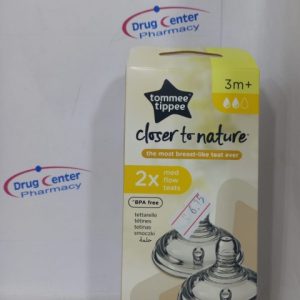 Drug Center
Pharmacy
tommee
tippee
3m+
closer to nature
the most breast-like teat ever
2x
med
flow
teats
*BPA free
tettarelle
tétines
tetinas
smoczki
حلمة
Drug Center
Pharmacy